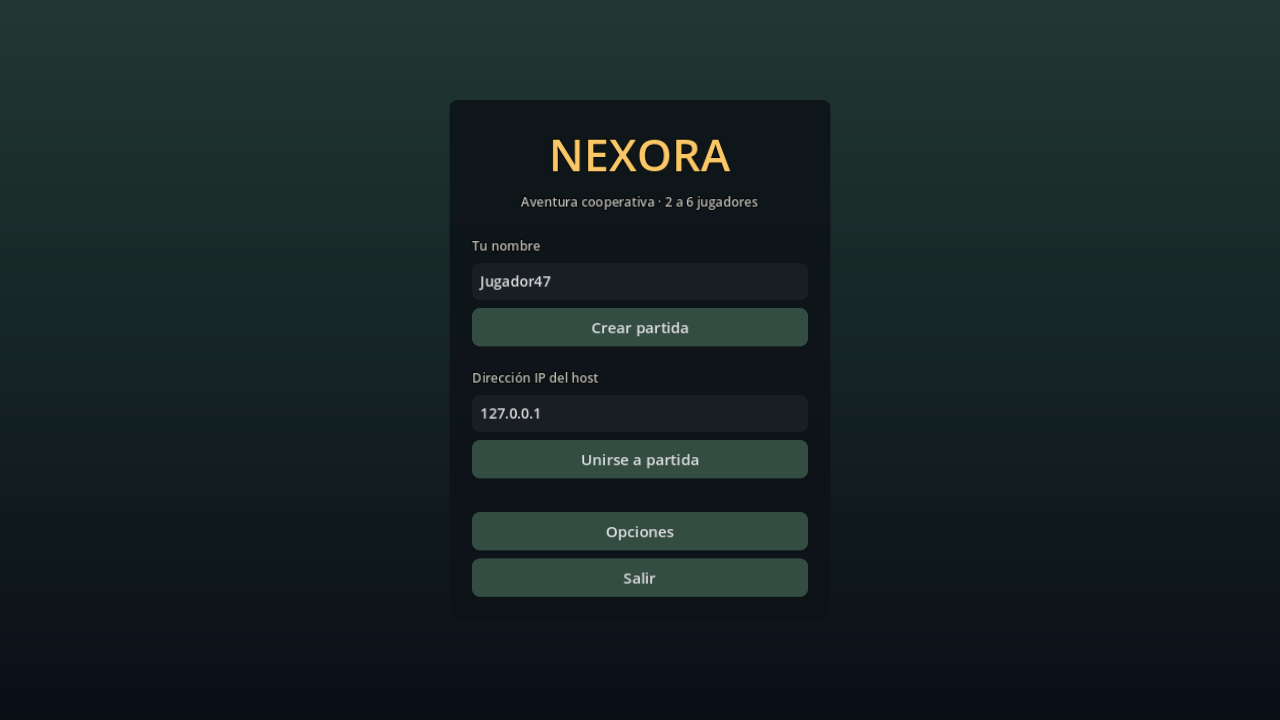 NEXORA
Aventura cooperativa · 2 a 6 jugadores
Tu nombre
Jugador47
Crear partida
Dirección IP del host
127.0.0.1
Unirse a partida
Opciones
Salir